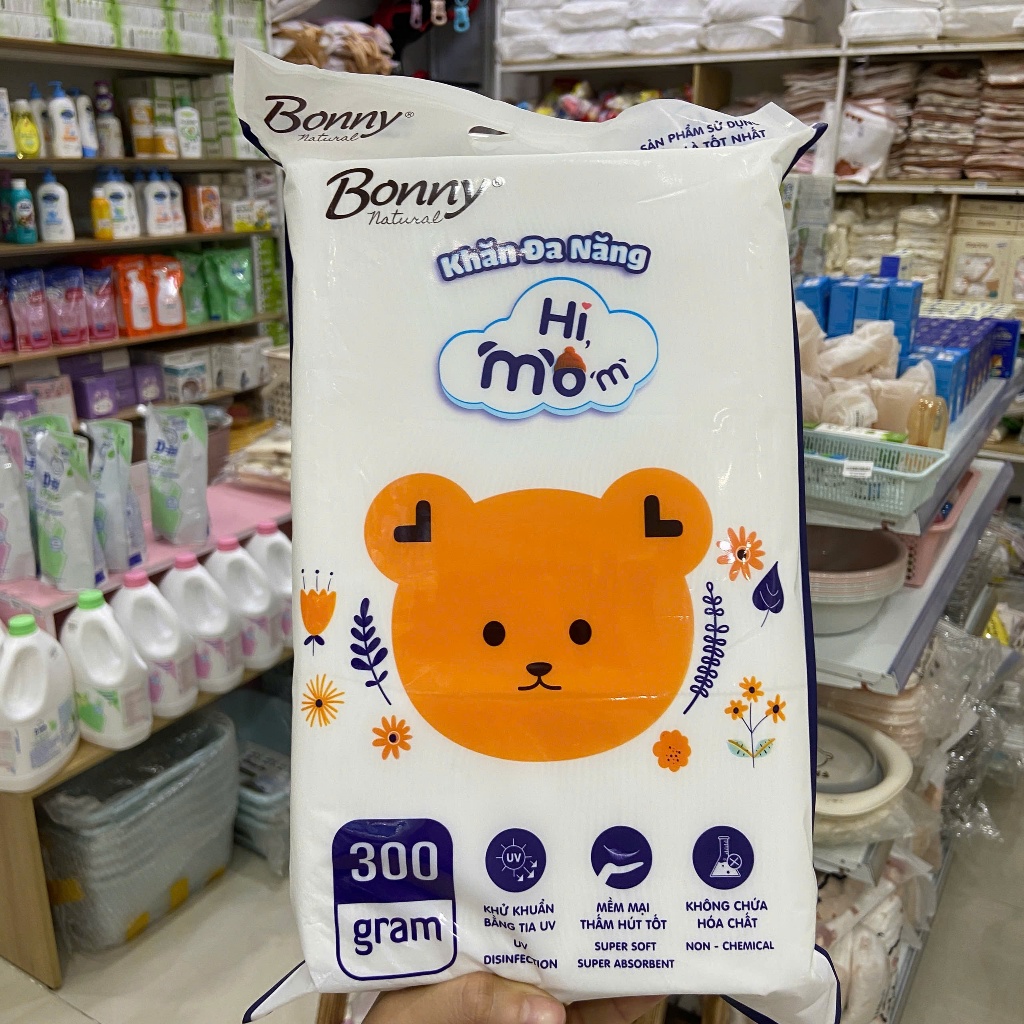 Bonny®
Natural
SẢN PHẨM SỬ DỤNG
LÀ TỐT NHẤT
Bonny®
Natural
Khăn Đa Năng
Hi,
mom
300
gram
UV
KHỬ KHUẨN
BẰNG TIA UV
UV
DISINFECTION
MỀM MẠI
THẤM HÚT TỐT
SUPER SOFT
SUPER ABSORBENT
KHÔNG CHỨA
HÓA CHẤT
NON - CHEMICAL